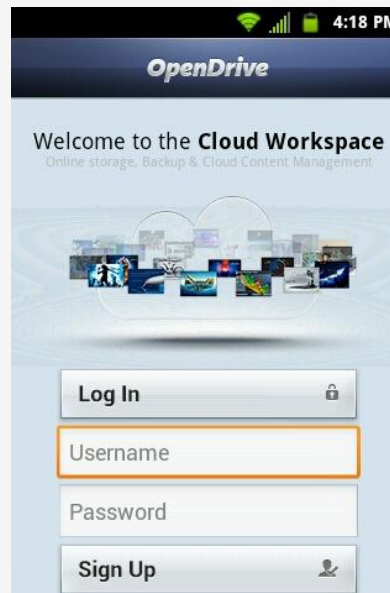 4:18 PM
OpenDrive
Welcome to the Cloud Workspace
Online storage, Backup & Cloud Content Management
Log In
Username
Password
Sign Up